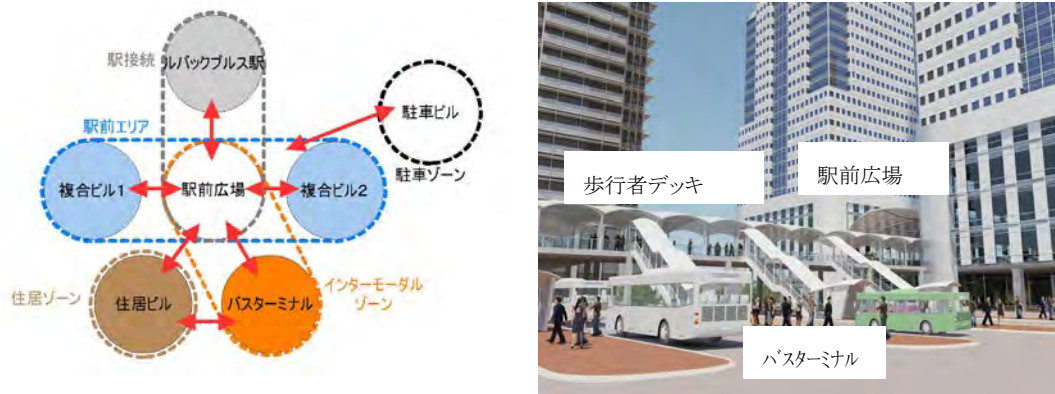 駅接続
ルバックブルス駅
駅前エリア
駐車ビル
駐車ゾーン
複合ビル1
駅前広場
複合ビル2
住居ゾーン
住居ビル
バスターミナル
インターモーダル
ゾーン
歩行者デッキ
駅前広場
バスターミナル